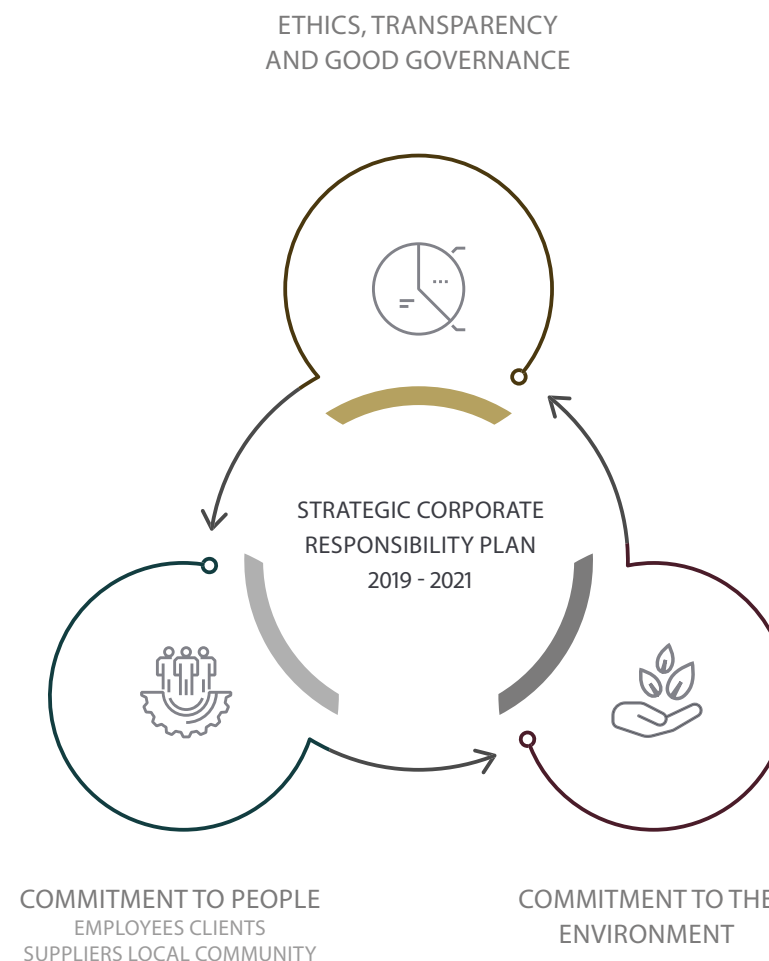 ETHICS, TRANSPARENCY
AND GOOD GOVERNANCE
STRATEGIC CORPORATE
RESPONSIBILITY PLAN
2019 - 2021
COMMITMENT TO PEOPLE
EMPLOYEES CLIENTS
SUPPLIERS LOCAL COMMUNITY
COMMITMENT TO THE
ENVIRONMENT